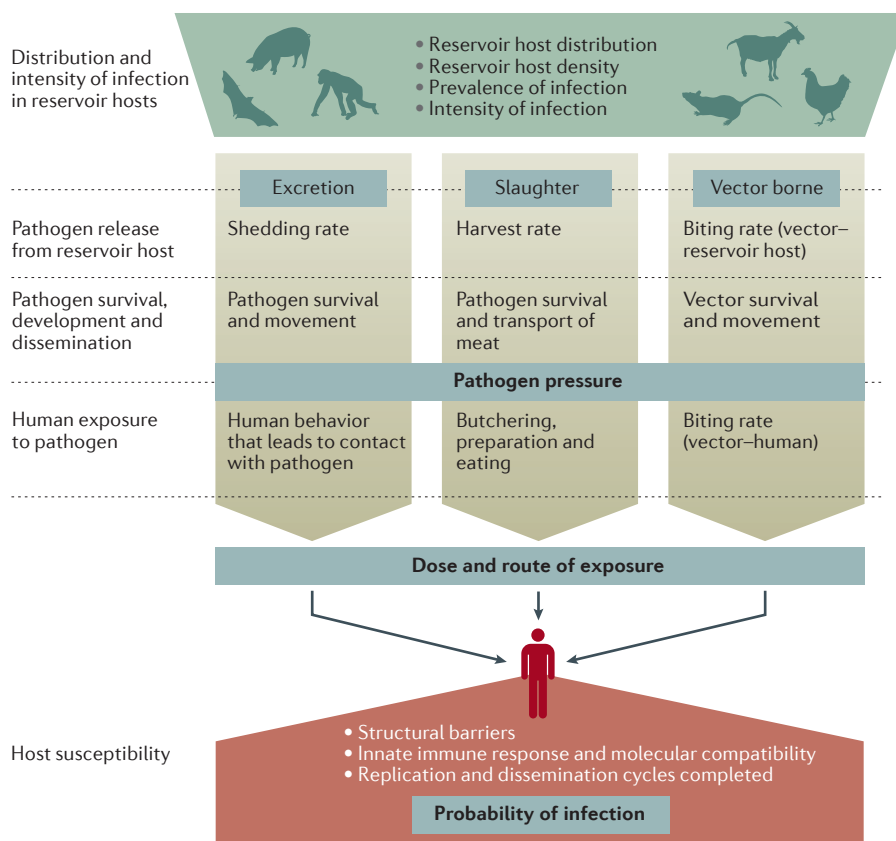 Distribution and
intensity of infection
in reservoir hosts
• Reservoir host distribution
• Reservoir host density
• Prevalence of infection
• Intensity of infection
Excretion
Slaughter
Vector borne
Pathogen release
from reservoir host
Shedding rate
Harvest rate
Biting rate (vector–
reservoir host)
Pathogen survival,
development and
dissemination
Pathogen survival
and movement
Pathogen survival
and transport of
meat
Vector survival
and movement
Pathogen pressure
Human exposure
to pathogen
Human behavior
that leads to contact
with pathogen
Butchering,
preparation and
eating
Biting rate
(vector–human)
Dose and route of exposure
Host susceptibility
• Structural barriers
• Innate immune response and molecular compatibility
• Replication and dissemination cycles completed
Probability of infection